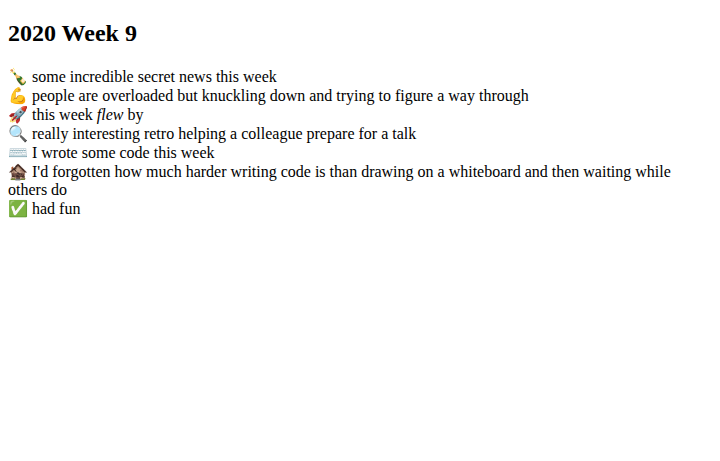 2020 Week 9
🍾 some incredible secret news this week
💪 people are overloaded but knuckling down and trying to figure a way through
🚀 this week flew by
🔍 really interesting retro helping a colleague prepare for a talk
⌨️ I wrote some code this week
🏚️ I'd forgotten how much harder writing code is than drawing on a whiteboard and then waiting while
others do
✅ had fun